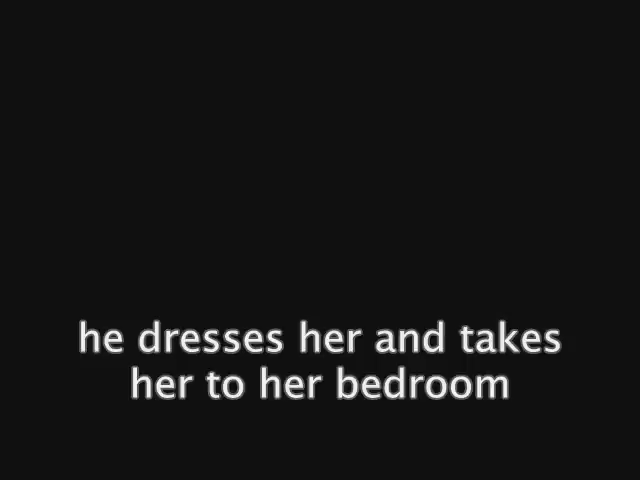 he dresses her and takes
her to her bedroom